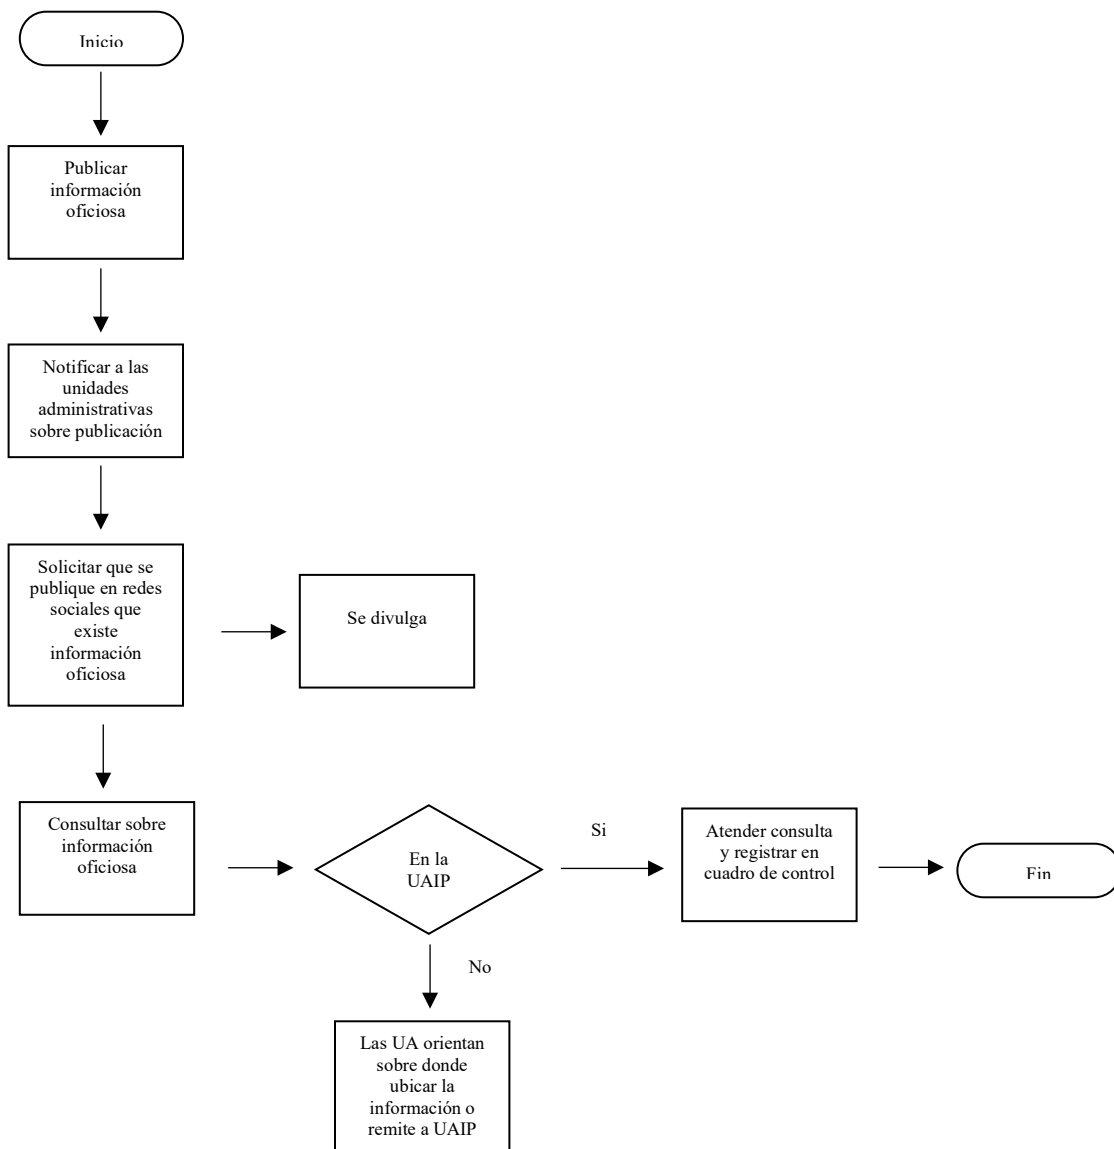 Inicio
Publicar
información
oficiosa
Notificar a las
unidades
administrativas
sobre publicación
Solicitar que se
publique en redes
sociales que
existe
información
oficiosa
Se divulga
Consultar sobre
información
oficiosa
En la
UAIP
Si
Atender consulta
y registrar en
cuadro de control
Fin
No
Las UA orientan
sobre donde
ubicar la
información o
remite a UAIP